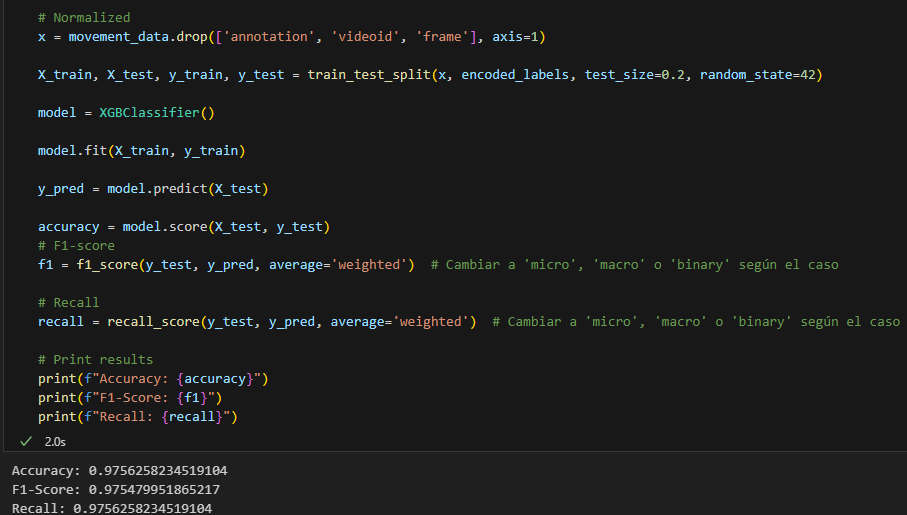 # Normalized
x = movement_data.drop(['annotation', 'videoid', 'frame'], axis=1)
X_train, X_test, y_train, y_test = train_test_split(x, encoded_labels, test_size=0.2, random_state=42)
model = XGBClassifier()
model.fit(X_train, y_train)
y_pred = model.predict(X_test)
accuracy = model.score(X_test, y_test)
# F1-score
f1 = f1_score(y_test, y_pred, average='weighted')  # Cambiar a 'micro', 'macro' o 'binary' según el caso
# Recall
recall = recall_score(y_test, y_pred, average='weighted')  # Cambiar a 'micro', 'macro' o 'binary' según el caso
# Print results
print(f"Accuracy: {accuracy}")
print(f"F1-Score: {f1}")
print(f"Recall: {recall}")
2.0s
Accuracy: 0.9756258234519104
F1-Score: 0.975479951865217
Recall: 0.9756258234519104